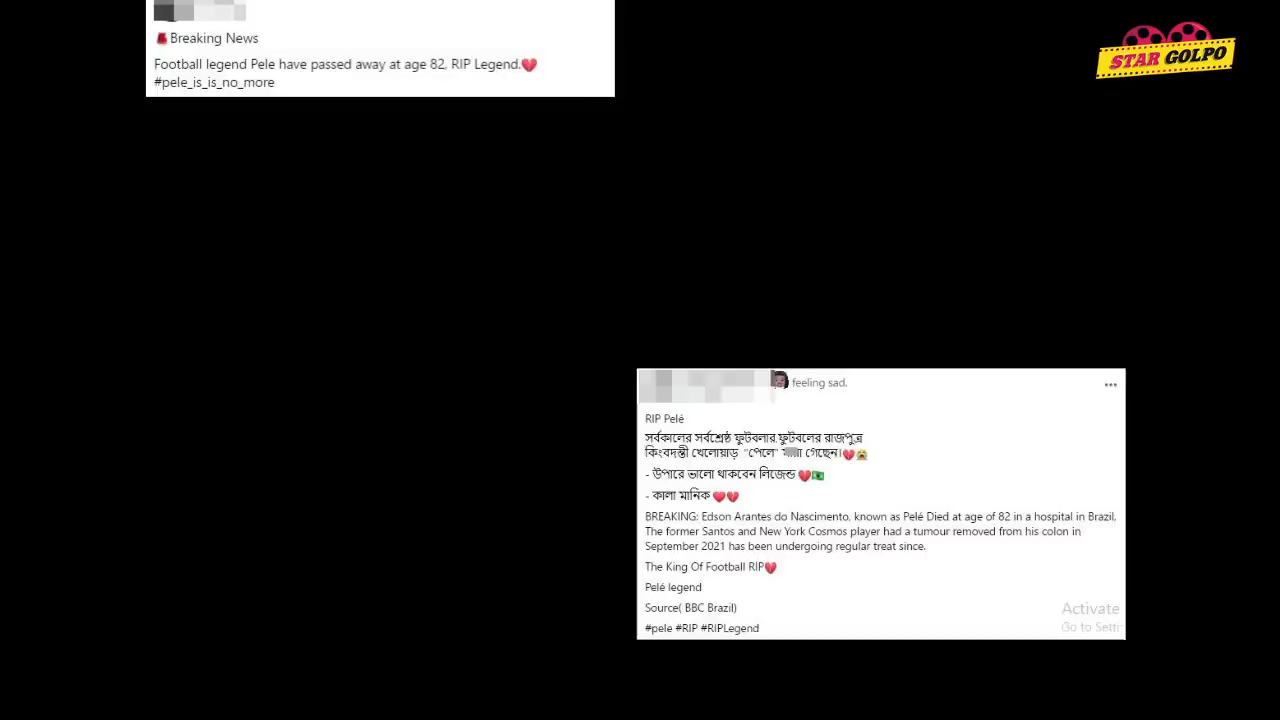 Breaking News
Football legend Pele have passed away at age 82, RIP Legend.💔
#pele_is_is_no_more
STAR GOLPO
feeling sad.
RIP Pelé
সর্বকালের সর্বশ্রেষ্ঠ ফুটবলার,ফুটবলের রাজপুত্র
কিংবদন্তী খেলোয়াড় "পেলে" গেছেন।💔😭
- উপারে ভালো থাকবেন লিজেন্ড 💔🇧🇷
- কালা মানিক ❤️💔
BREAKING: Edson Arantes do Nascimento, known as Pelé Died at age of 82 in a hospital in Brazil,
The former Santos and New York Cosmos player had a tumour removed from his colon in
September 2021 has been undergoing regular treat since.
The King Of Football RIP💔
Pelé legend
Source( BBC Brazil)
#pele #RIP #RIPLegend
Activate
Go to Setti